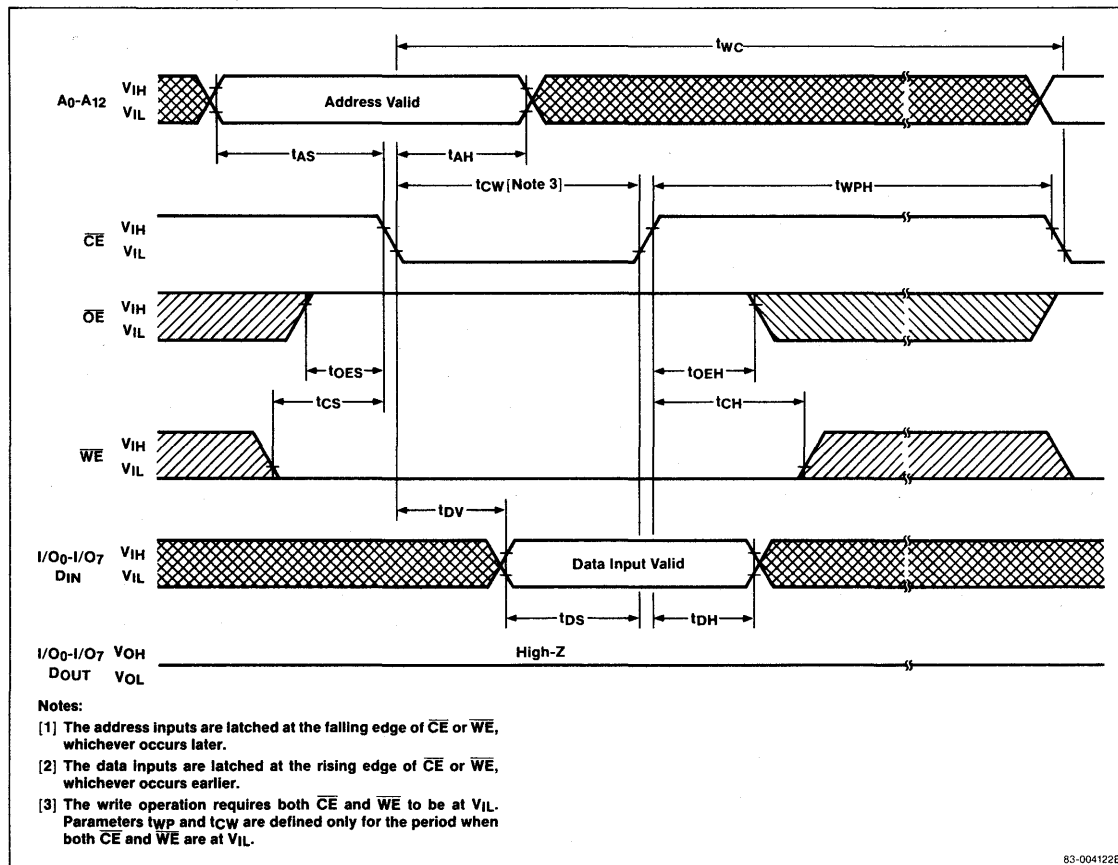 tWC
A0-A12 VIH
VIL
Address Valid
tAS
tAH
tCW [Note 3]
tWPH
CE VIH
VIL
OE VIH
VIL
tOES
tOEH
tCS
tCH
WE VIH
VIL
tDV
I/O0-I/O7 VIH
DIN VIL
Data Input Valid
tDS
tDH
I/O0-I/O7 VOH
DOUT VOL
High-Z
Notes:
[1] The address inputs are latched at the falling edge of CE or WE,
whichever occurs later.
[2] The data inputs are latched at the rising edge of CE or WE,
whichever occurs earlier.
[3] The write operation requires both CE and WE to be at VIL.
Parameters tWP and tCW are defined only for the period when
both CE and WE are at VIL.
83-004122B